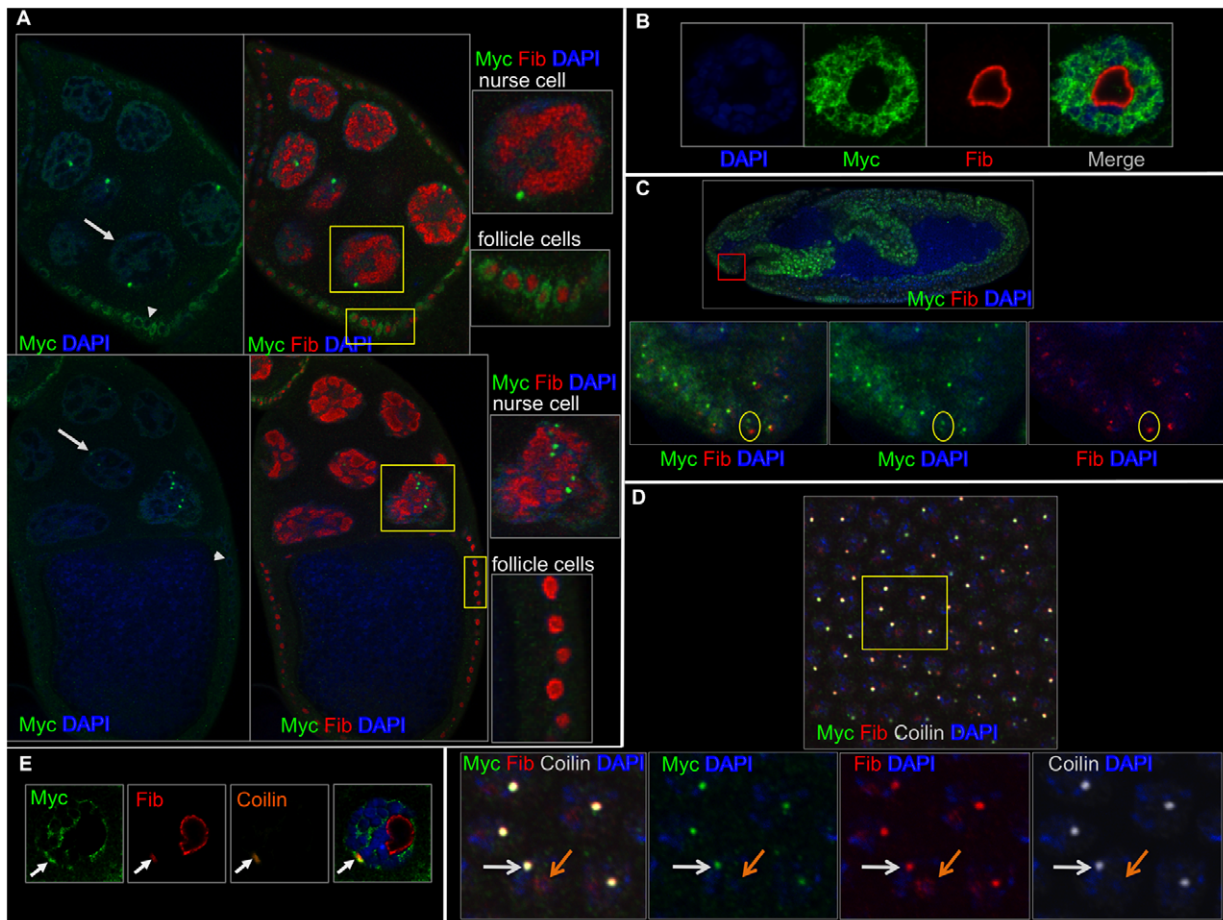 A
Myc Fib DAPI
nurse cell
follicle cells
Myc DAPI
Myc Fib DAPI
Myc Fib DAPI
nurse cell
follicle cells
Myc DAPI
Myc Fib DAPI
B
DAPI
Myc
Fib
Merge
C
Myc Fib DAPI
Myc Fib DAPI
Myc DAPI
Fib DAPI
D
Myc Fib Coilin DAPI
Myc Fib Coilin DAPI
Myc DAPI
Fib DAPI
Coilin DAPI
E
Myc
Fib
Coilin